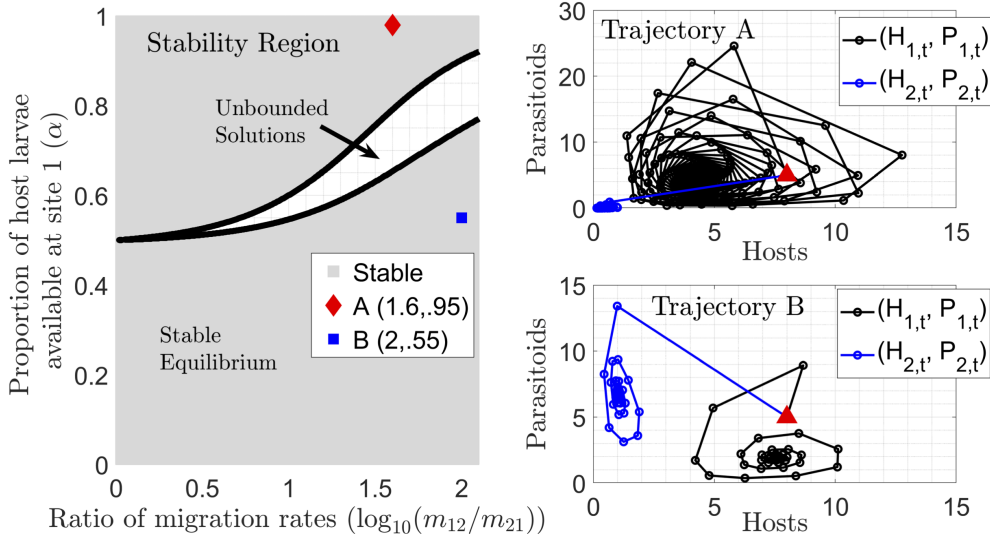 Stability Region
Unbounded
Solutions
Stable
Equilibrium
Stable
A (1.6,.95)
B (2,.55)
1
0.8
0.6
0.4
0.2
0
0
0.5
1
1.5
2
Proportion of host larvae
available at site 1 (α)
Ratio of migration rates (log₁₀(m₁₂/m₂₁))
Trajectory A
(H₁,ₜ, P₁,ₜ)
(H₂,ₜ, P₂,ₜ)
30
20
10
0
0
5
10
15
Parasitoids
Hosts
Trajectory B
(H₁,ₜ, P₁,ₜ)
(H₂,ₜ, P₂,ₜ)
15
10
5
0
0
5
10
15
Parasitoids
Hosts